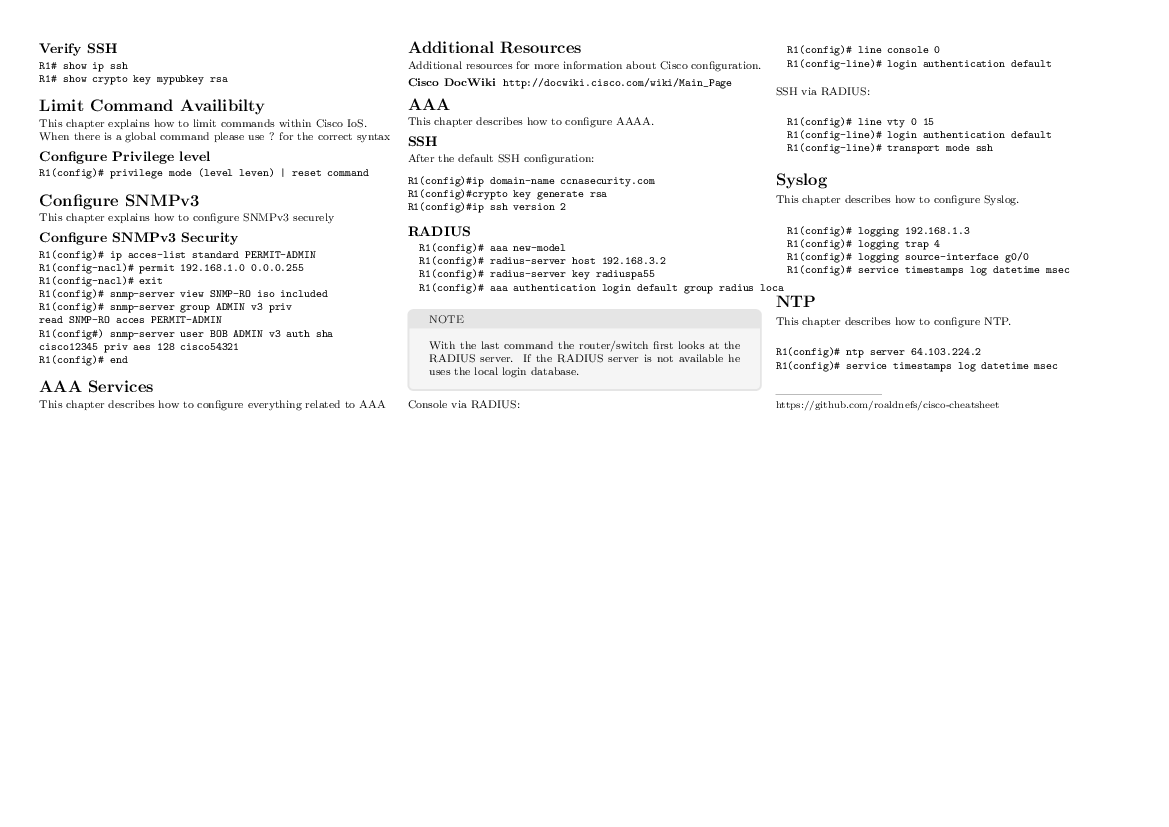 Verify SSH
R1# show ip ssh
R1# show crypto key mypubkey rsa
Limit Command Availibilty
This chapter explains how to limit commands within Cisco IoS.
When there is a global command please use ? for the correct syntax
Configure Privilege level
R1(config)# privilege mode (level leven) | reset command
Configure SNMPv3
This chapter explains how to configure SNMPv3 securely
Configure SNMPv3 Security
R1(config)# ip acces-list standard PERMIT-ADMIN
R1(config-nacl)# permit 192.168.1.0 0.0.0.255
R1(config-nacl)# exit
R1(config)# snmp-server view SNMP-RO iso included
R1(config)# snmp-server group ADMIN v3 priv
read SNMP-RO acces PERMIT-ADMIN
R1(config#) snmp-server user BOB ADMIN v3 auth sha
cisco12345 priv aes 128 cisco54321
R1(config)# end
AAA Services
This chapter describes how to configure everything related to AAA
Additional Resources
Additional resources for more information about Cisco configuration.
Cisco DocWiki http://docwiki.cisco.com/wiki/Main_Page
AAA
This chapter describes how to configure AAAA.
SSH
After the default SSH configuration:
R1(config)#ip domain-name ccnasecurity.com
R1(config)#crypto key generate rsa
R1(config)#ip ssh version 2
RADIUS
R1(config)# aaa new-model
R1(config)# radius-server host 192.168.3.2
R1(config)# radius-server key radiuspa55
R1(config)# aaa authentication login default group radius loca
NOTE
With the last command the router/switch first looks at the
RADIUS server. If the RADIUS server is not available he
uses the local login database.
Console via RADIUS:
R1(config)# line console 0
R1(config-line)# login authentication default
SSH via RADIUS:
R1(config)# line vty 0 15
R1(config-line)# login authentication default
R1(config-line)# transport mode ssh
Syslog
This chapter describes how to configure Syslog.
R1(config)# logging 192.168.1.3
R1(config)# logging trap 4
R1(config)# logging source-interface g0/0
R1(config)# service timestamps log datetime msec
NTP
This chapter describes how to configure NTP.
R1(config)# ntp server 64.103.224.2
R1(config)# service timestamps log datetime msec
https://github.com/roaldnefs/cisco-cheatsheet